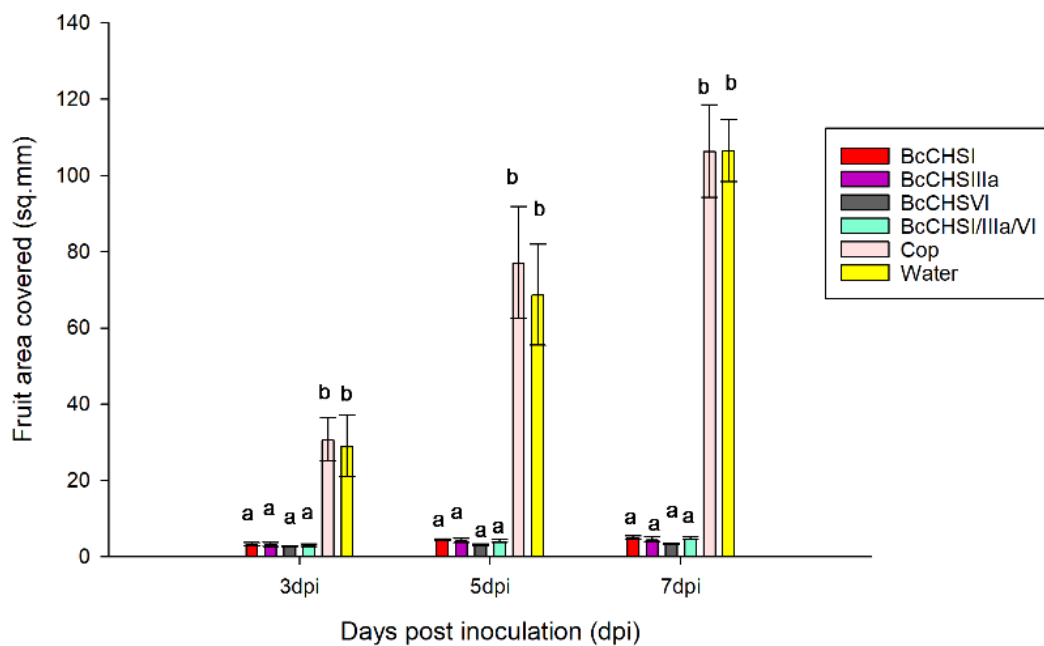 140
120
100
80
60
40
20
0
Fruit area covered (sq.mm)
a a a a b b
a a a a b b
a a a a b b
3dpi 5dpi 7dpi
Days post inoculation (dpi)
BcCHSI
BcCHSIIIa
BcCHSVI
BcCHSI/IIIa/VI
Cop
Water